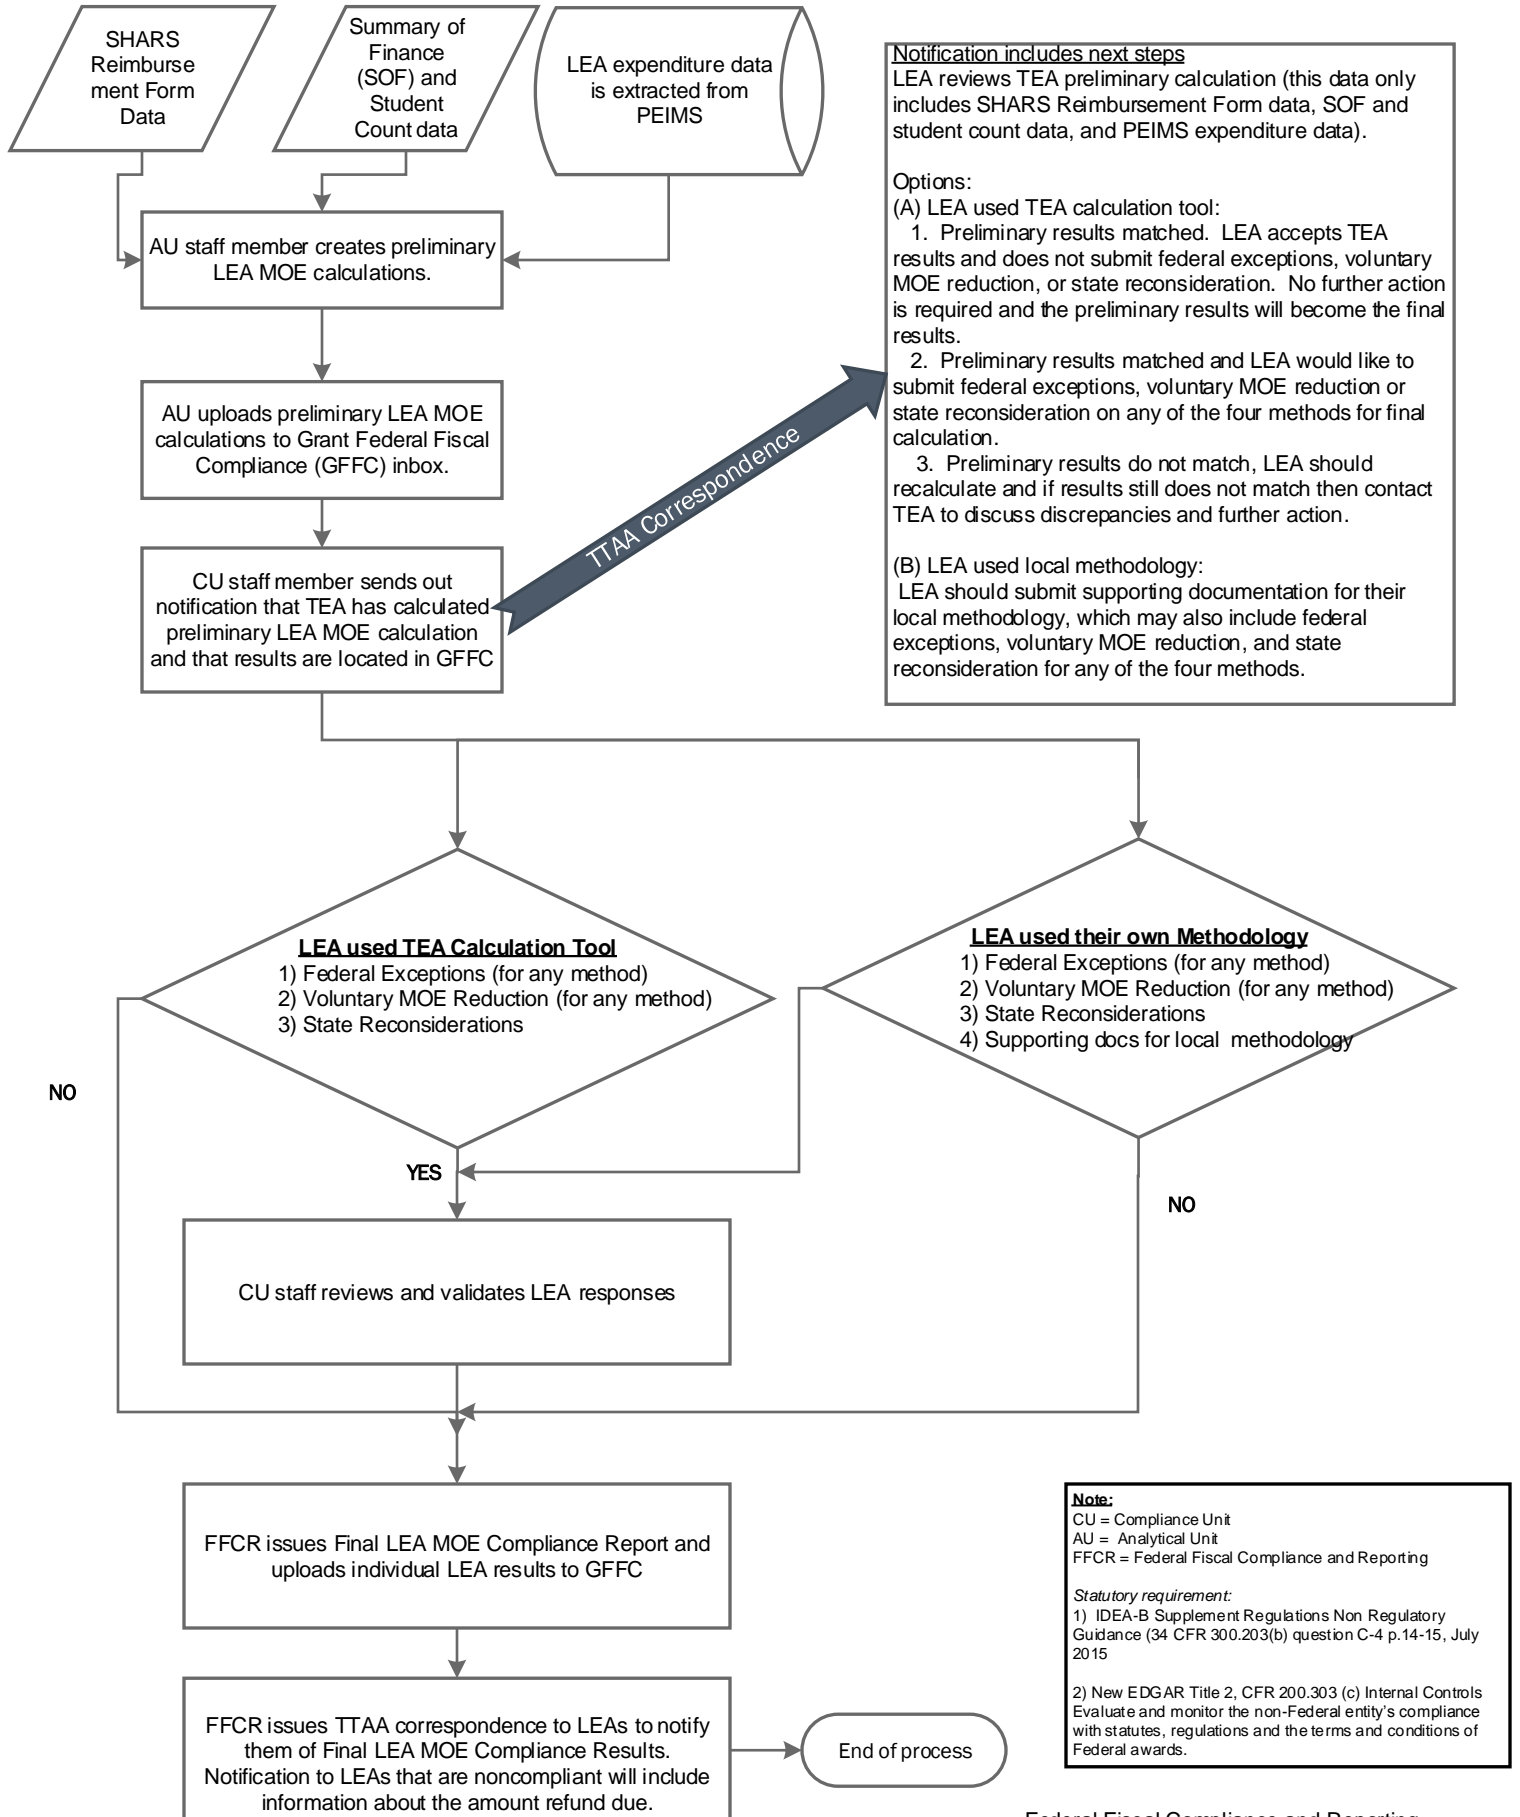 SHARS
Reimburse
ment Form
Data
Summary of
Finance
(SOF) and
Student
Count data
LEA expenditure data
is extracted from
PEIMS
Notification includes next steps
LEA reviews TEA preliminary calculation (this data only
includes SHARS Reimbursement Form data, SOF and
student count data, and PEIMS expenditure data).
Options:
(A) LEA used TEA calculation tool:
1. Preliminary results matched. LEA accepts TEA
results and does not submit federal exceptions, voluntary
MOE reduction, or state reconsideration. No further action
is required and the preliminary results will become the final
results.
2. Preliminary results matched and LEA would like to
submit federal exceptions, voluntary MOE reduction or
state reconsideration on any of the four methods for final
calculation.
3. Preliminary results do not match, LEA should
recalculate and if results still does not match then contact
TEA to discuss discrepancies and further action.
(B) LEA used local methodology:
LEA should submit supporting documentation for their
local methodology, which may also include federal
exceptions, voluntary MOE reduction, and state
reconsideration for any of the four methods.
AU staff member creates preliminary
LEA MOE calculations.
AU uploads preliminary LEA MOE
calculations to Grant Federal Fiscal
Compliance (GFFC) inbox.
TTAA Correspondence
CU staff member sends out
notification that TEA has calculated
preliminary LEA MOE calculation
and that results are located in GFFC
LEA used TEA Calculation Tool
1) Federal Exceptions (for any method)
2) Voluntary MOE Reduction (for any method)
3) State Reconsiderations
LEA used their own Methodology
1) Federal Exceptions (for any method)
2) Voluntary MOE Reduction (for any method)
3) State Reconsiderations
4) Supporting docs for local methodology
NO
YES
NO
CU staff reviews and validates LEA responses
FFCR issues Final LEA MOE Compliance Report and
uploads individual LEA results to GFFC
Note:
CU = Compliance Unit
AU = Analytical Unit
FFCR = Federal Fiscal Compliance and Reporting
Statutory requirement:
1) IDEA-B Supplement Regulations Non Regulatory
Guidance (34 CFR 300.203(b) question C-4 p.14-15, July
2015
2) New EDGAR Title 2, CFR 200.303 (c) Internal Controls
Evaluate and monitor the non-Federal entity's compliance
with statutes, regulations and the terms and conditions of
Federal awards.
FFCR issues TTAA correspondence to LEAs to notify
them of Final LEA MOE Compliance Results.
Notification to LEAs that are noncompliant will include
information about the amount refund due.
End of process
Federal Fiscal Compliance and Reporting